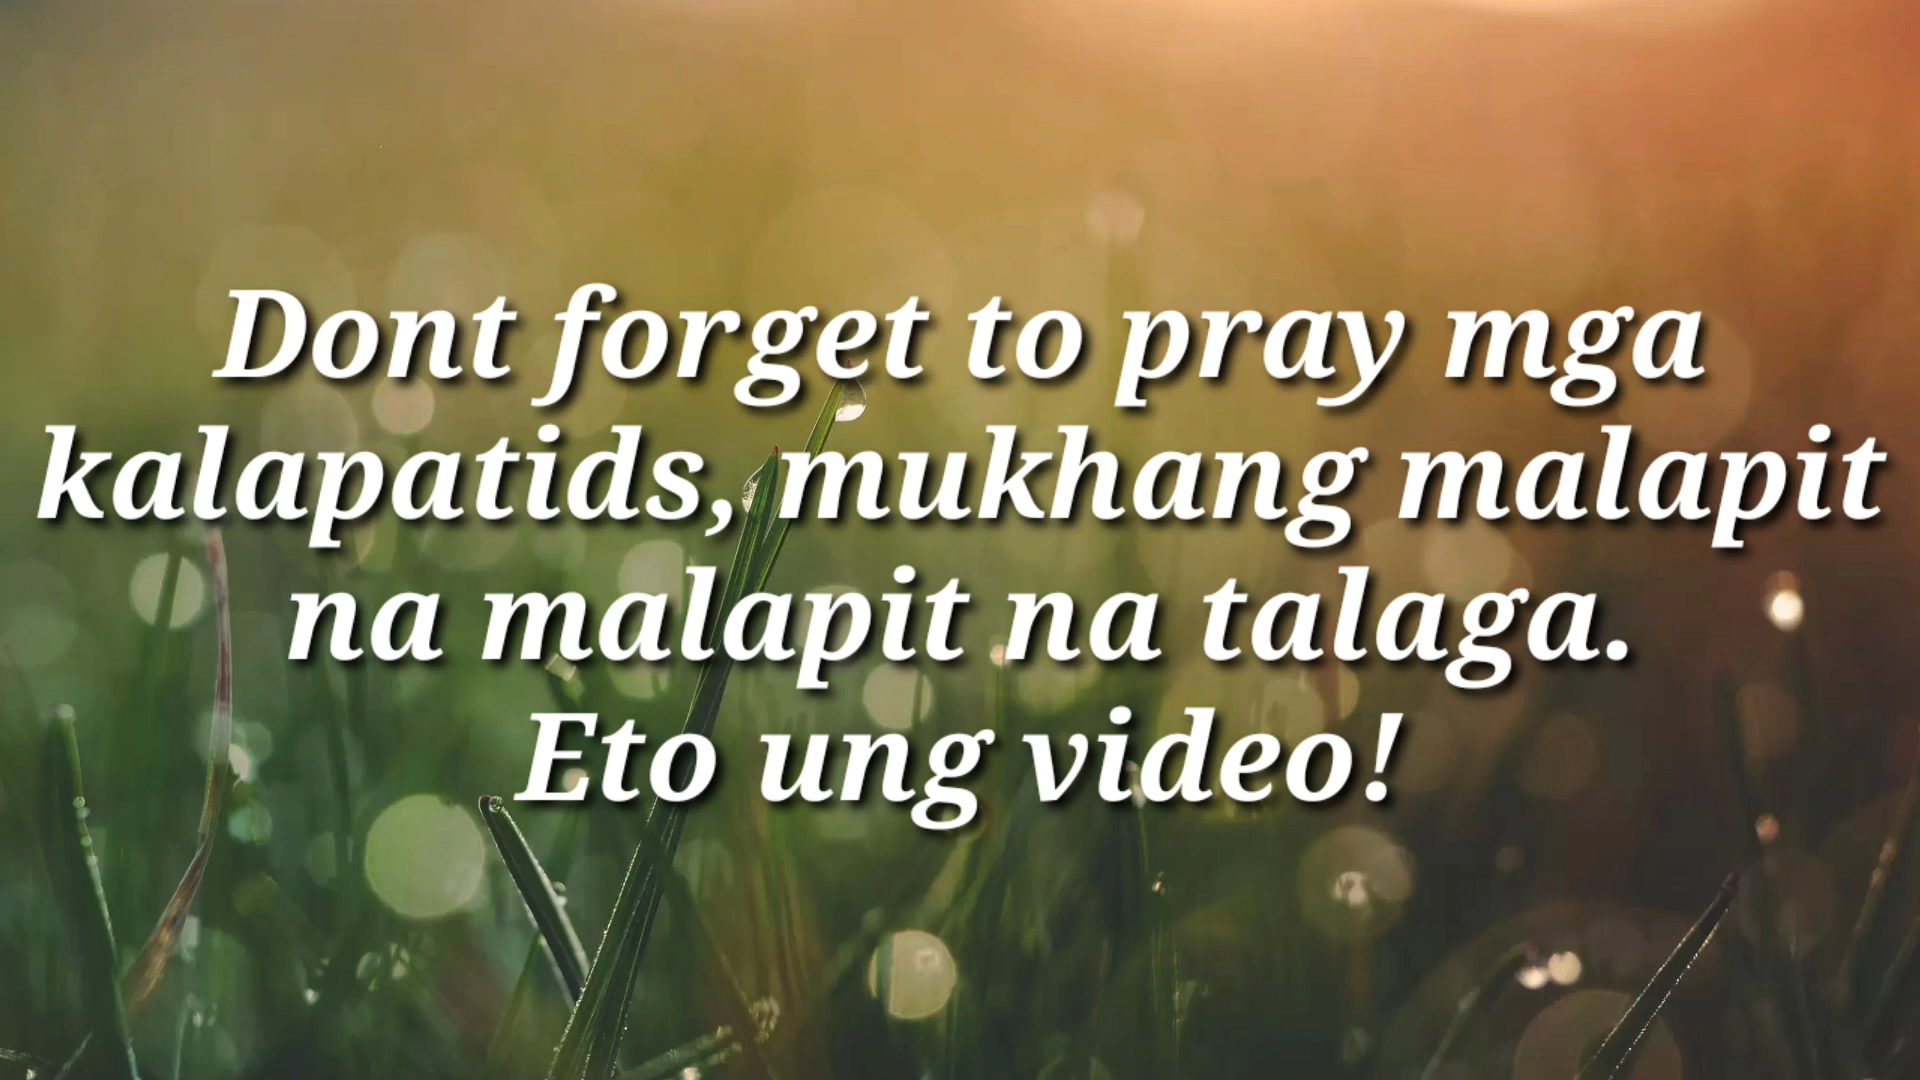 Dont forget to pray mga
kalapatids, mukhang malapit
na malapit na talaga.
Eto ung video!